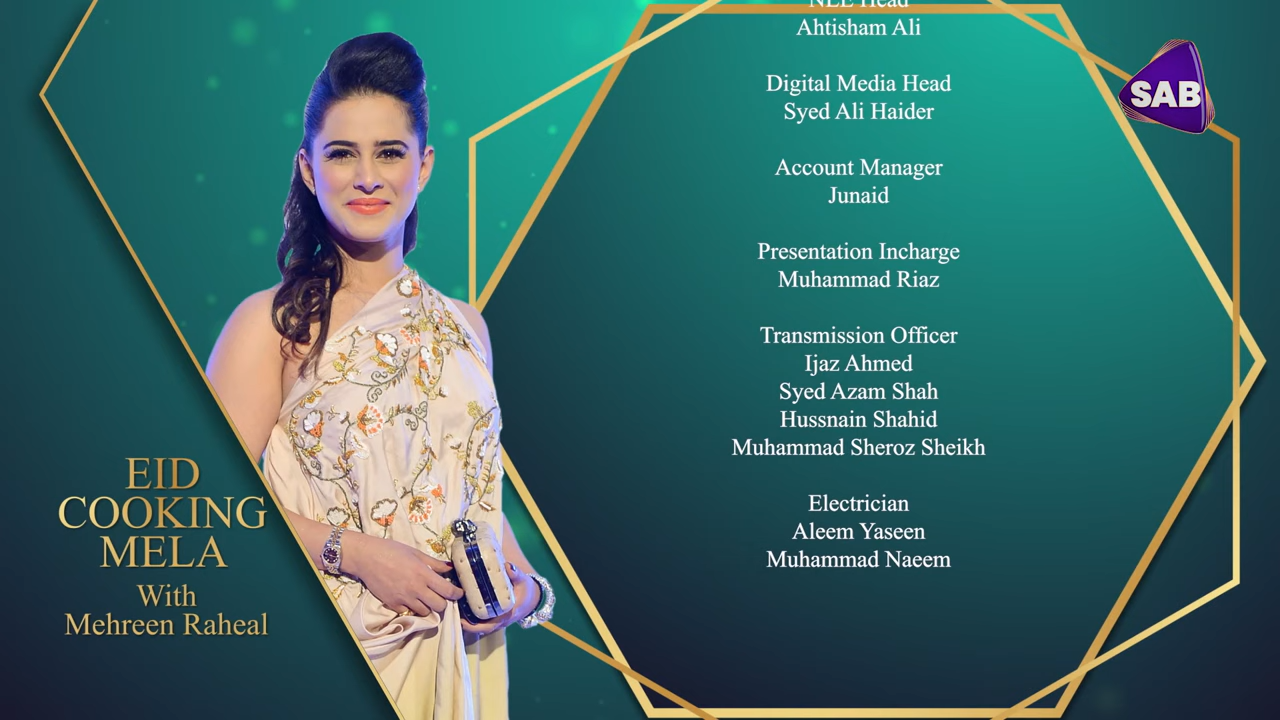 NLE Head
Ahtisham Ali
Digital Media Head
Syed Ali Haider
Account Manager
Junaid
Presentation Incharge
Muhammad Riaz
Transmission Officer
Ijaz Ahmed
Syed Azam Shah
Hussnain Shahid
Muhammad Sheroz Sheikh
Electrician
Aleem Yaseen
Muhammad Naeem
SAB
EID
COOKING
MELA
With
Mehreen Raheal